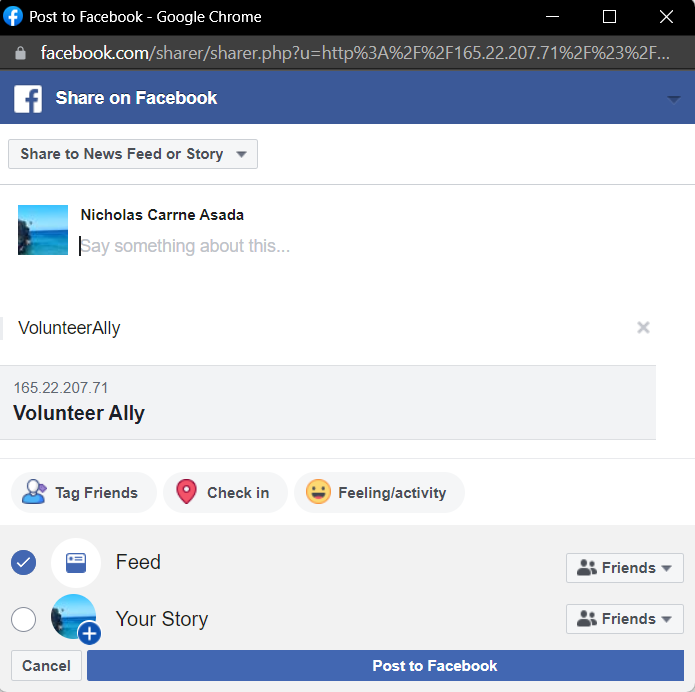 Post to Facebook - Google Chrome
facebook.com/sharer/sharer.php?u=http%3A%2F%2F165.22.207.71%2F%23%2F...
Share on Facebook
Share to News Feed or Story
Nicholas Carrne Asada
Say something about this...
VolunteerAlly
165.22.207.71
Volunteer Ally
Tag Friends Check in Feeling/activity
Feed Friends
Your Story Friends
Cancel Post to Facebook